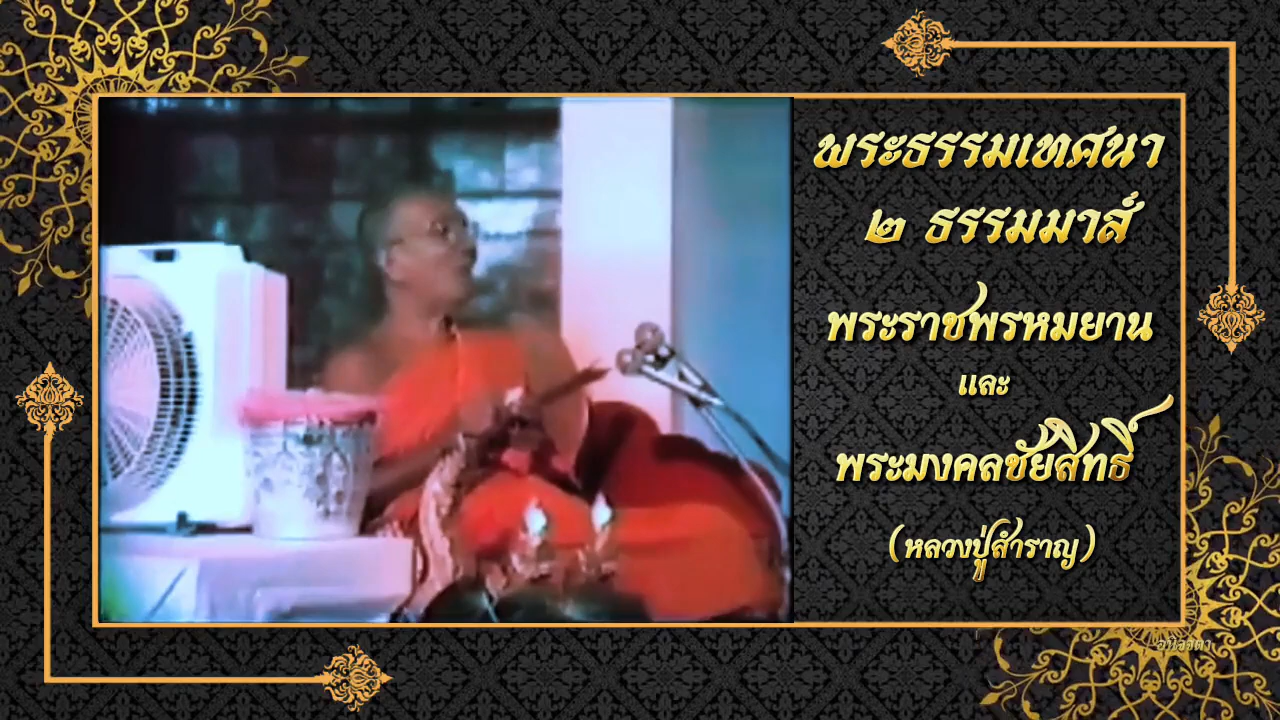 พระธรรมเทศนา
๒ ธรรมมาส์
พระราชพรหมยาน
และ
พระมงคลชัยสิทธิ์
(หลวงปู่สำราญ)